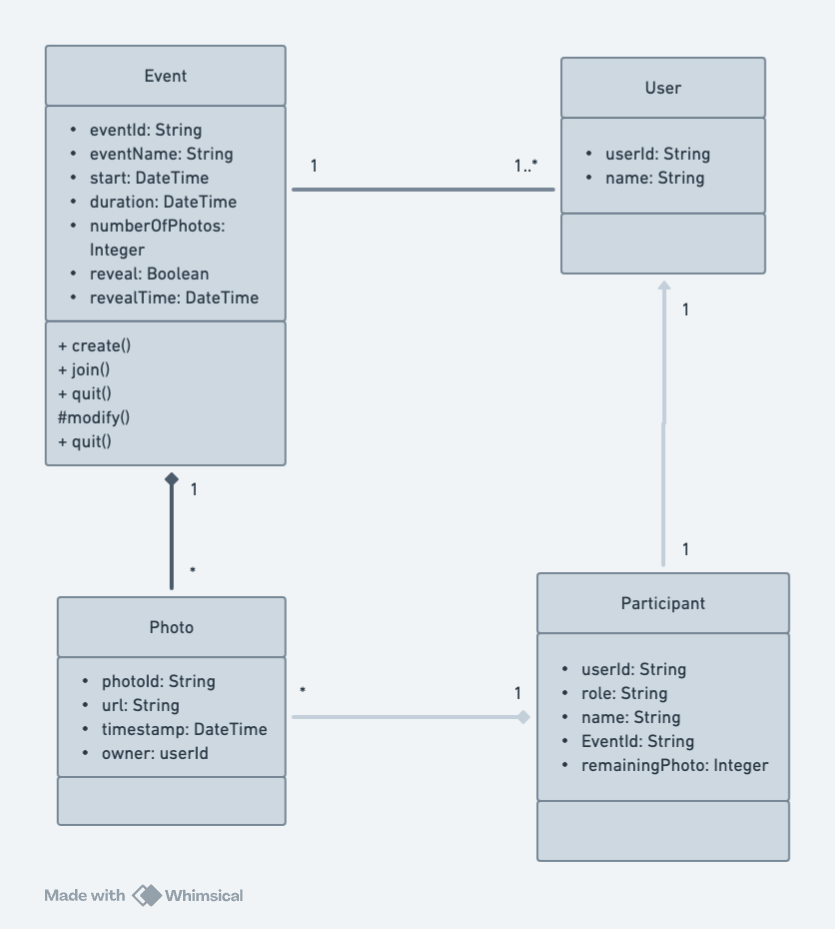 Event
• eventId: String
• eventName: String
• start: DateTime
• duration: DateTime
• numberOfPhotos:
Integer
• reveal: Boolean
• revealTime: DateTime
+ create()
+ join()
+ quit()
#modify()
+ quit()
1
1..*
User
• userId: String
• name: String
1
1
1
*
Photo
• photoId: String
• url: String
• timestamp: DateTime
• owner: userId
*
1
Participant
• userId: String
• role: String
• name: String
• EventId: String
• remainingPhoto: Integer
Made with Whimsical